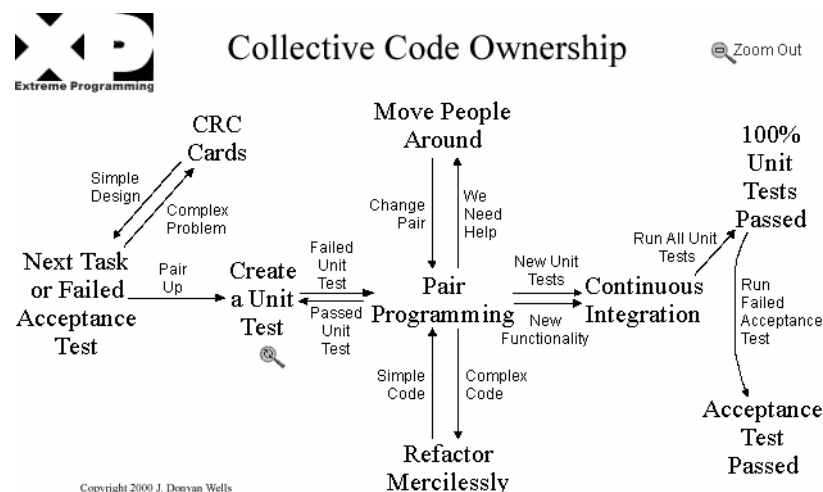 XP
Extreme Programming
Collective Code Ownership
Zoom Out
CRC
Cards
Move People
Around
100%
Unit
Tests
Passed
Simple
Design
Complex
Problem
Change
Pair
We
Need
Help
Next Task
or Failed
Acceptance
Test
Pair
Up
Create
a Unit
Test
Failed
Unit
Test
Passed
Unit
Test
Pair
Programming
New Unit
Tests
New
Functionality
Continuous
Integration
Run All Unit
Tests
Run
Failed
Acceptance
Test
Simple
Code
Complex
Code
Refactor
Mercilessly
Acceptance
Test
Passed
Copyright 2000 J. Donvan Wells